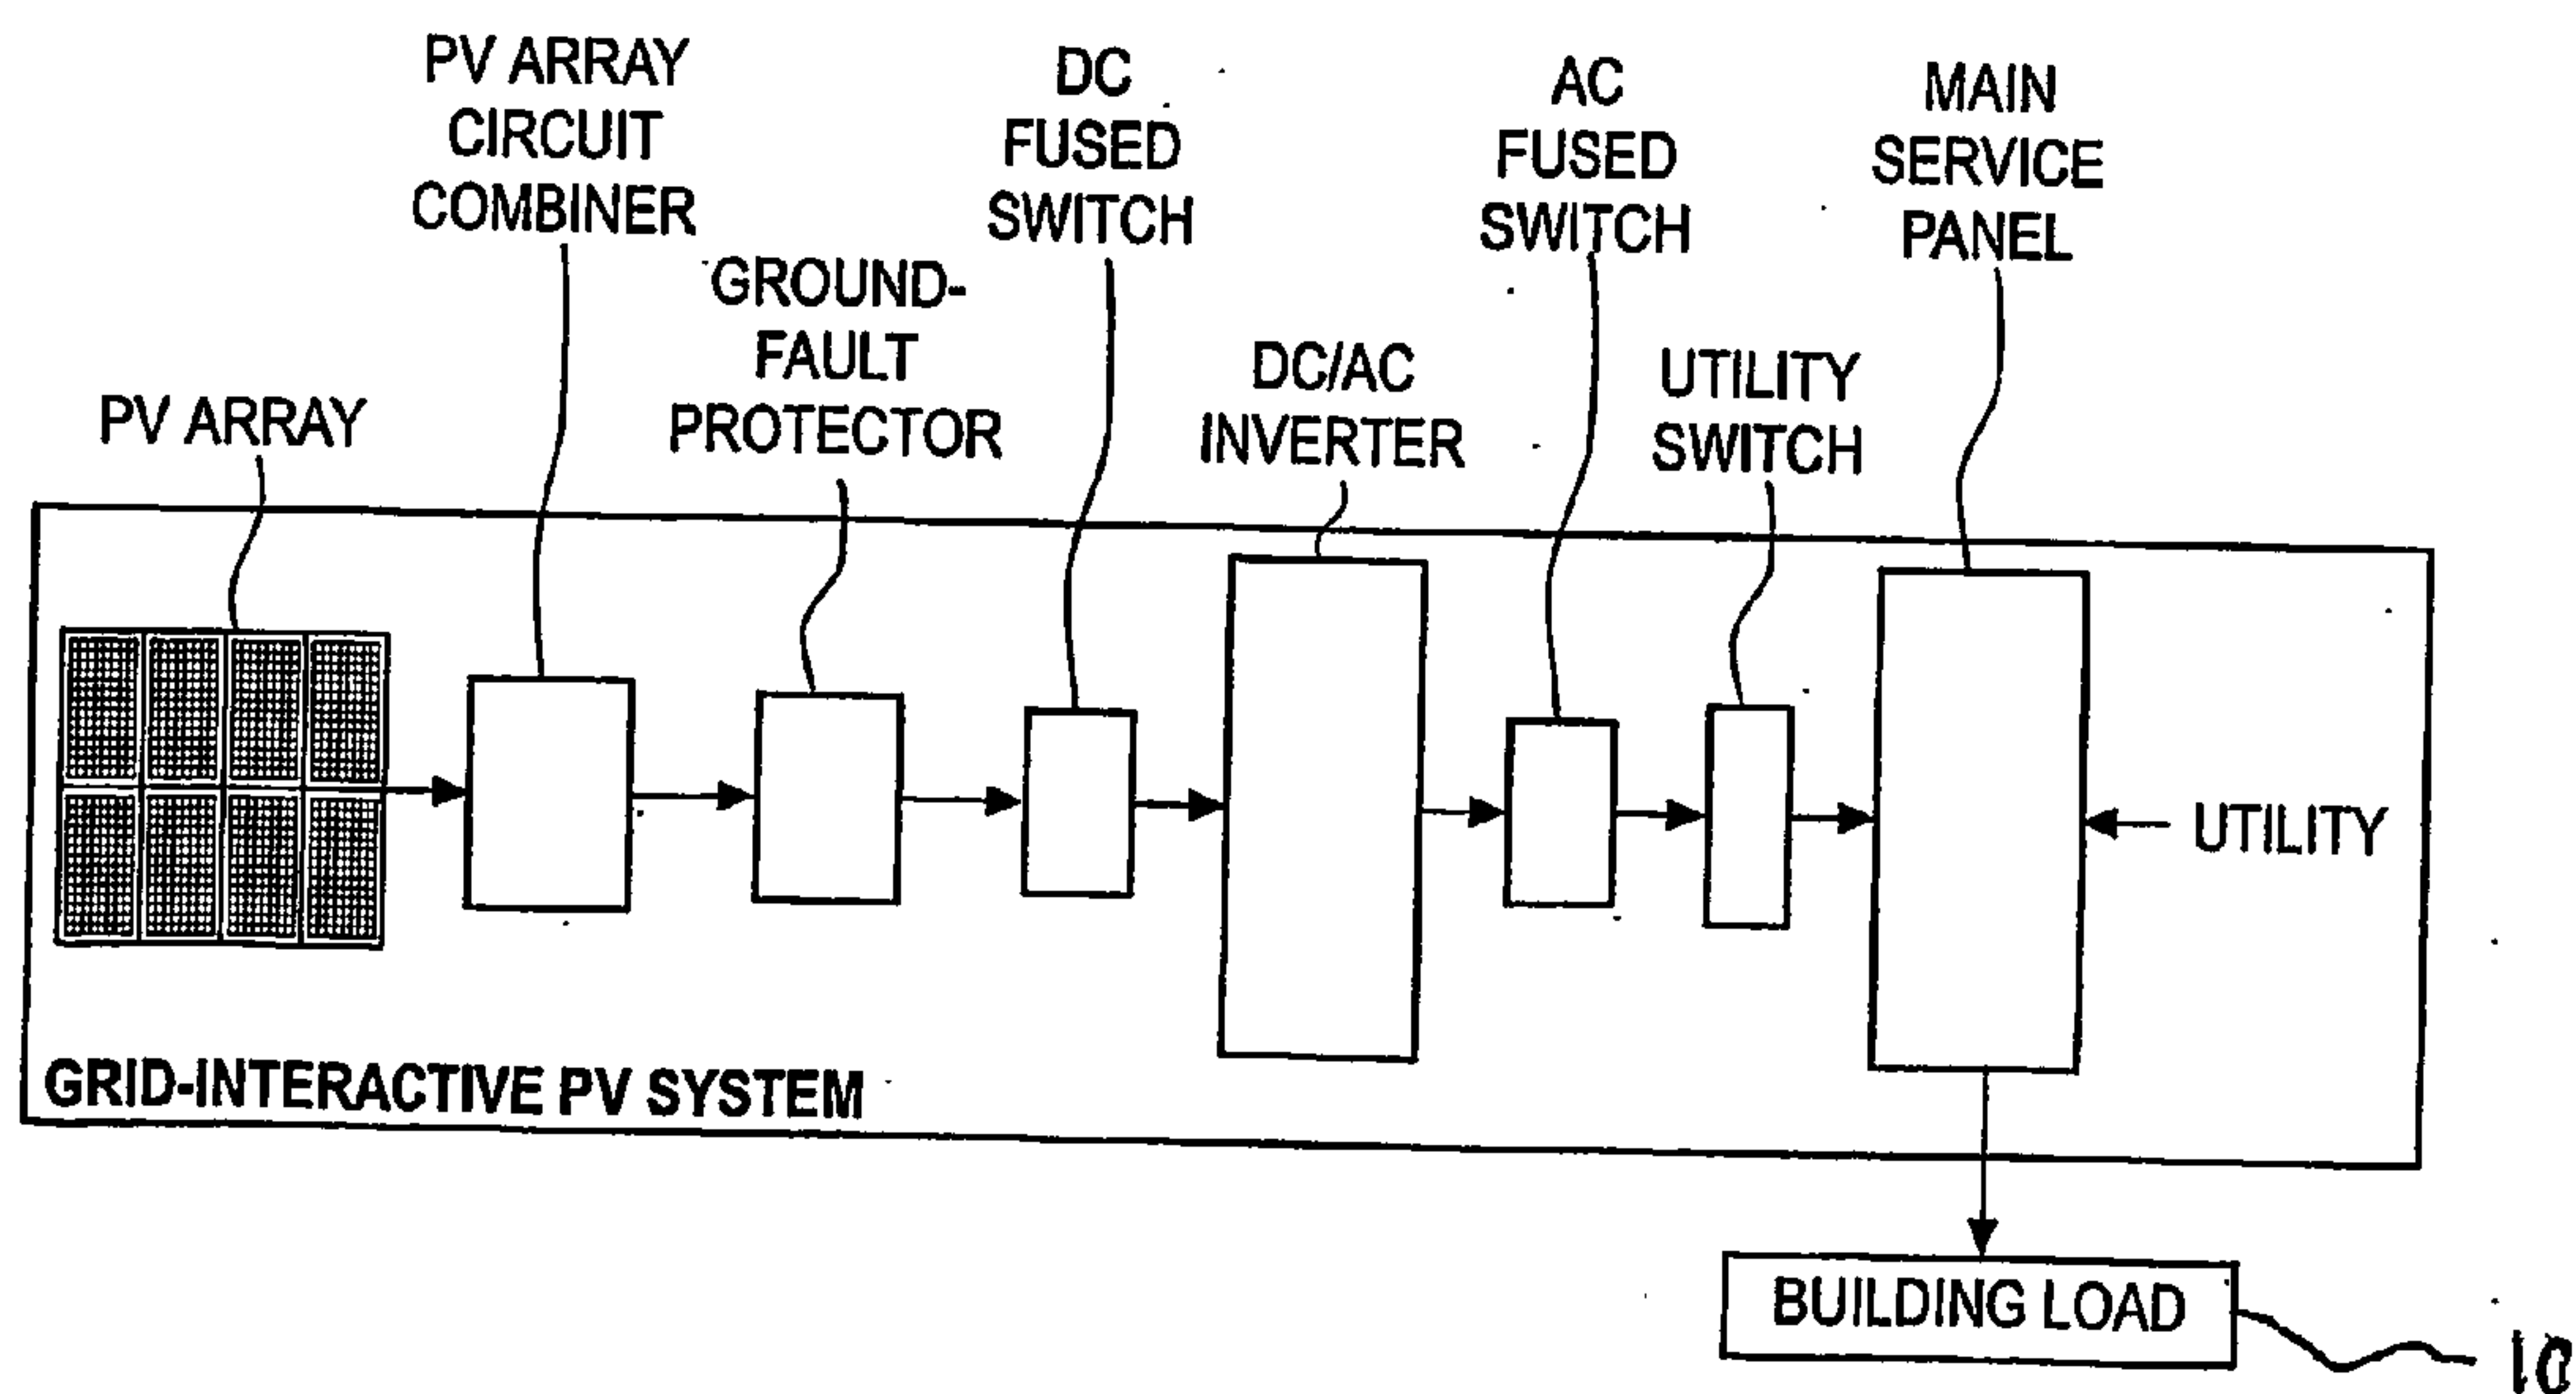 PV ARRAY
CIRCUIT
COMBINER
DC
FUSED
SWITCH
AC
FUSED
SWITCH
MAIN
SERVICE
PANEL
GROUND-
FAULT
PROTECTOR
DC/AC
INVERTER
UTILITY
SWITCH
PV ARRAY
UTILITY
GRID-INTERACTIVE PV SYSTEM
BUILDING LOAD
10